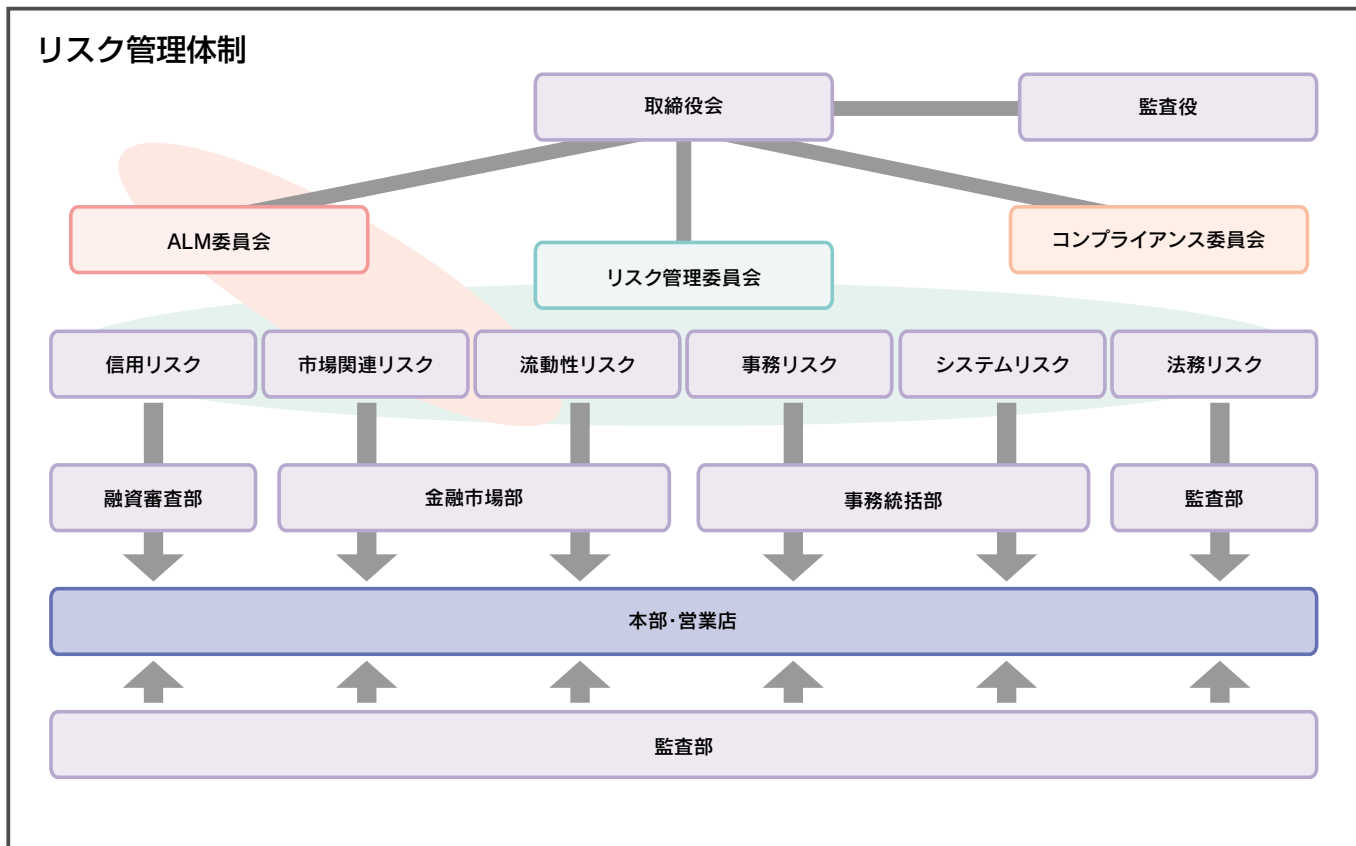 リスク管理体制
取締役会
監査役
ALM委員会
リスク管理委員会
コンプライアンス委員会
信用リスク
市場関連リスク
流動性リスク
事務リスク
システムリスク
法務リスク
融資審査部
金融市場部
事務統括部
監査部
本部・営業店
監査部